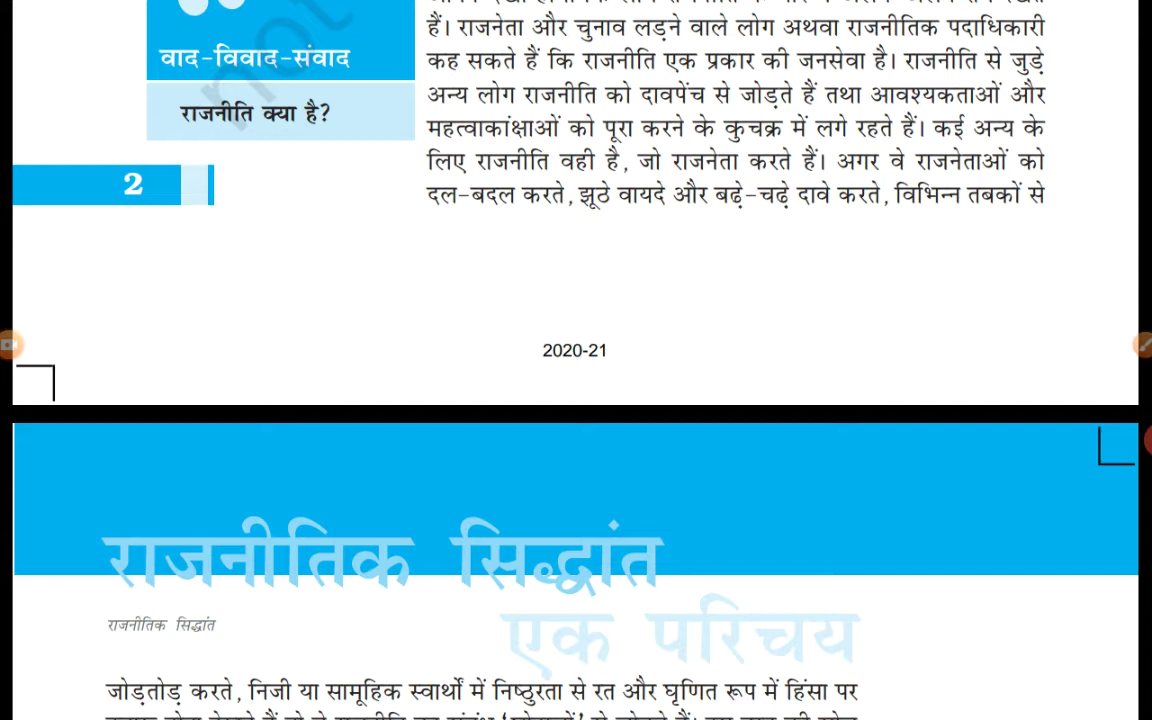 वाद-विवाद-संवाद
राजनीति क्या है?
2
हैं। राजनेता और चुनाव लड़ने वाले लोग अथवा राजनीतिक पदाधिकारी
कह सकते हैं कि राजनीति एक प्रकार की जनसेवा है। राजनीति से जुड़े
अन्य लोग राजनीति को दावपेंच से जोड़ते हैं तथा आवश्यकताओं और
महत्वाकांक्षाओं को पूरा करने के कुचक्र में लगे रहते हैं। कई अन्य के
लिए राजनीति वही है, जो राजनेता करते हैं। अगर वे राजनेताओं को
दल-बदल करते, झूठे वायदे और बढ़े-चढ़े दावे करते, विभिन्न तबकों से
not
2020-21
राजनीतिक सिद्धांत
एक परिचय
राजनीतिक सिद्धांत
जोड़तोड़ करते, निजी या सामूहिक स्वार्थों में निष्ठुरता से रत और घृणित रूप में हिंसा पर